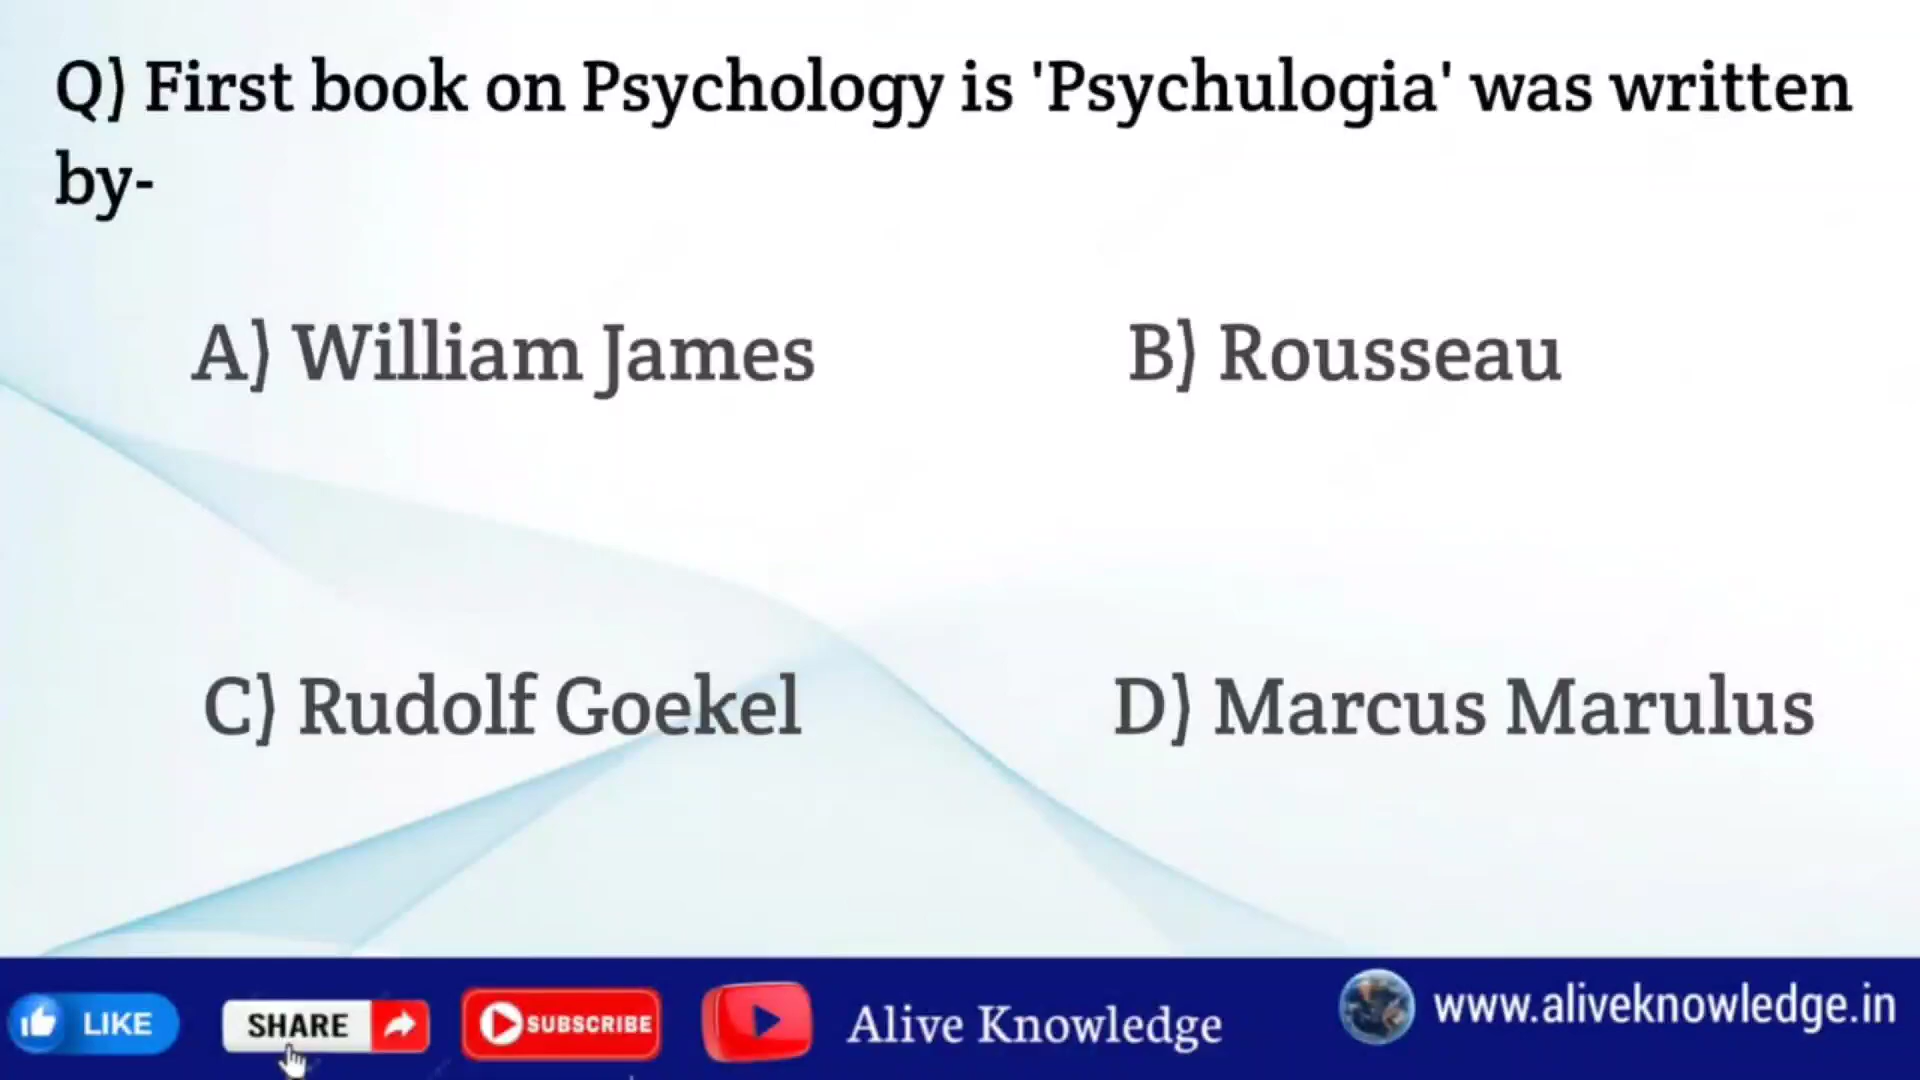 Q) First book on Psychology is 'Psychulogia' was written
by-
A) William James
B) Rousseau
C) Rudolf Goekel
D) Marcus Marulus
LIKE
SHARE
SUBSCRIBE
Alive Knowledge
www.aliveknowledge.in